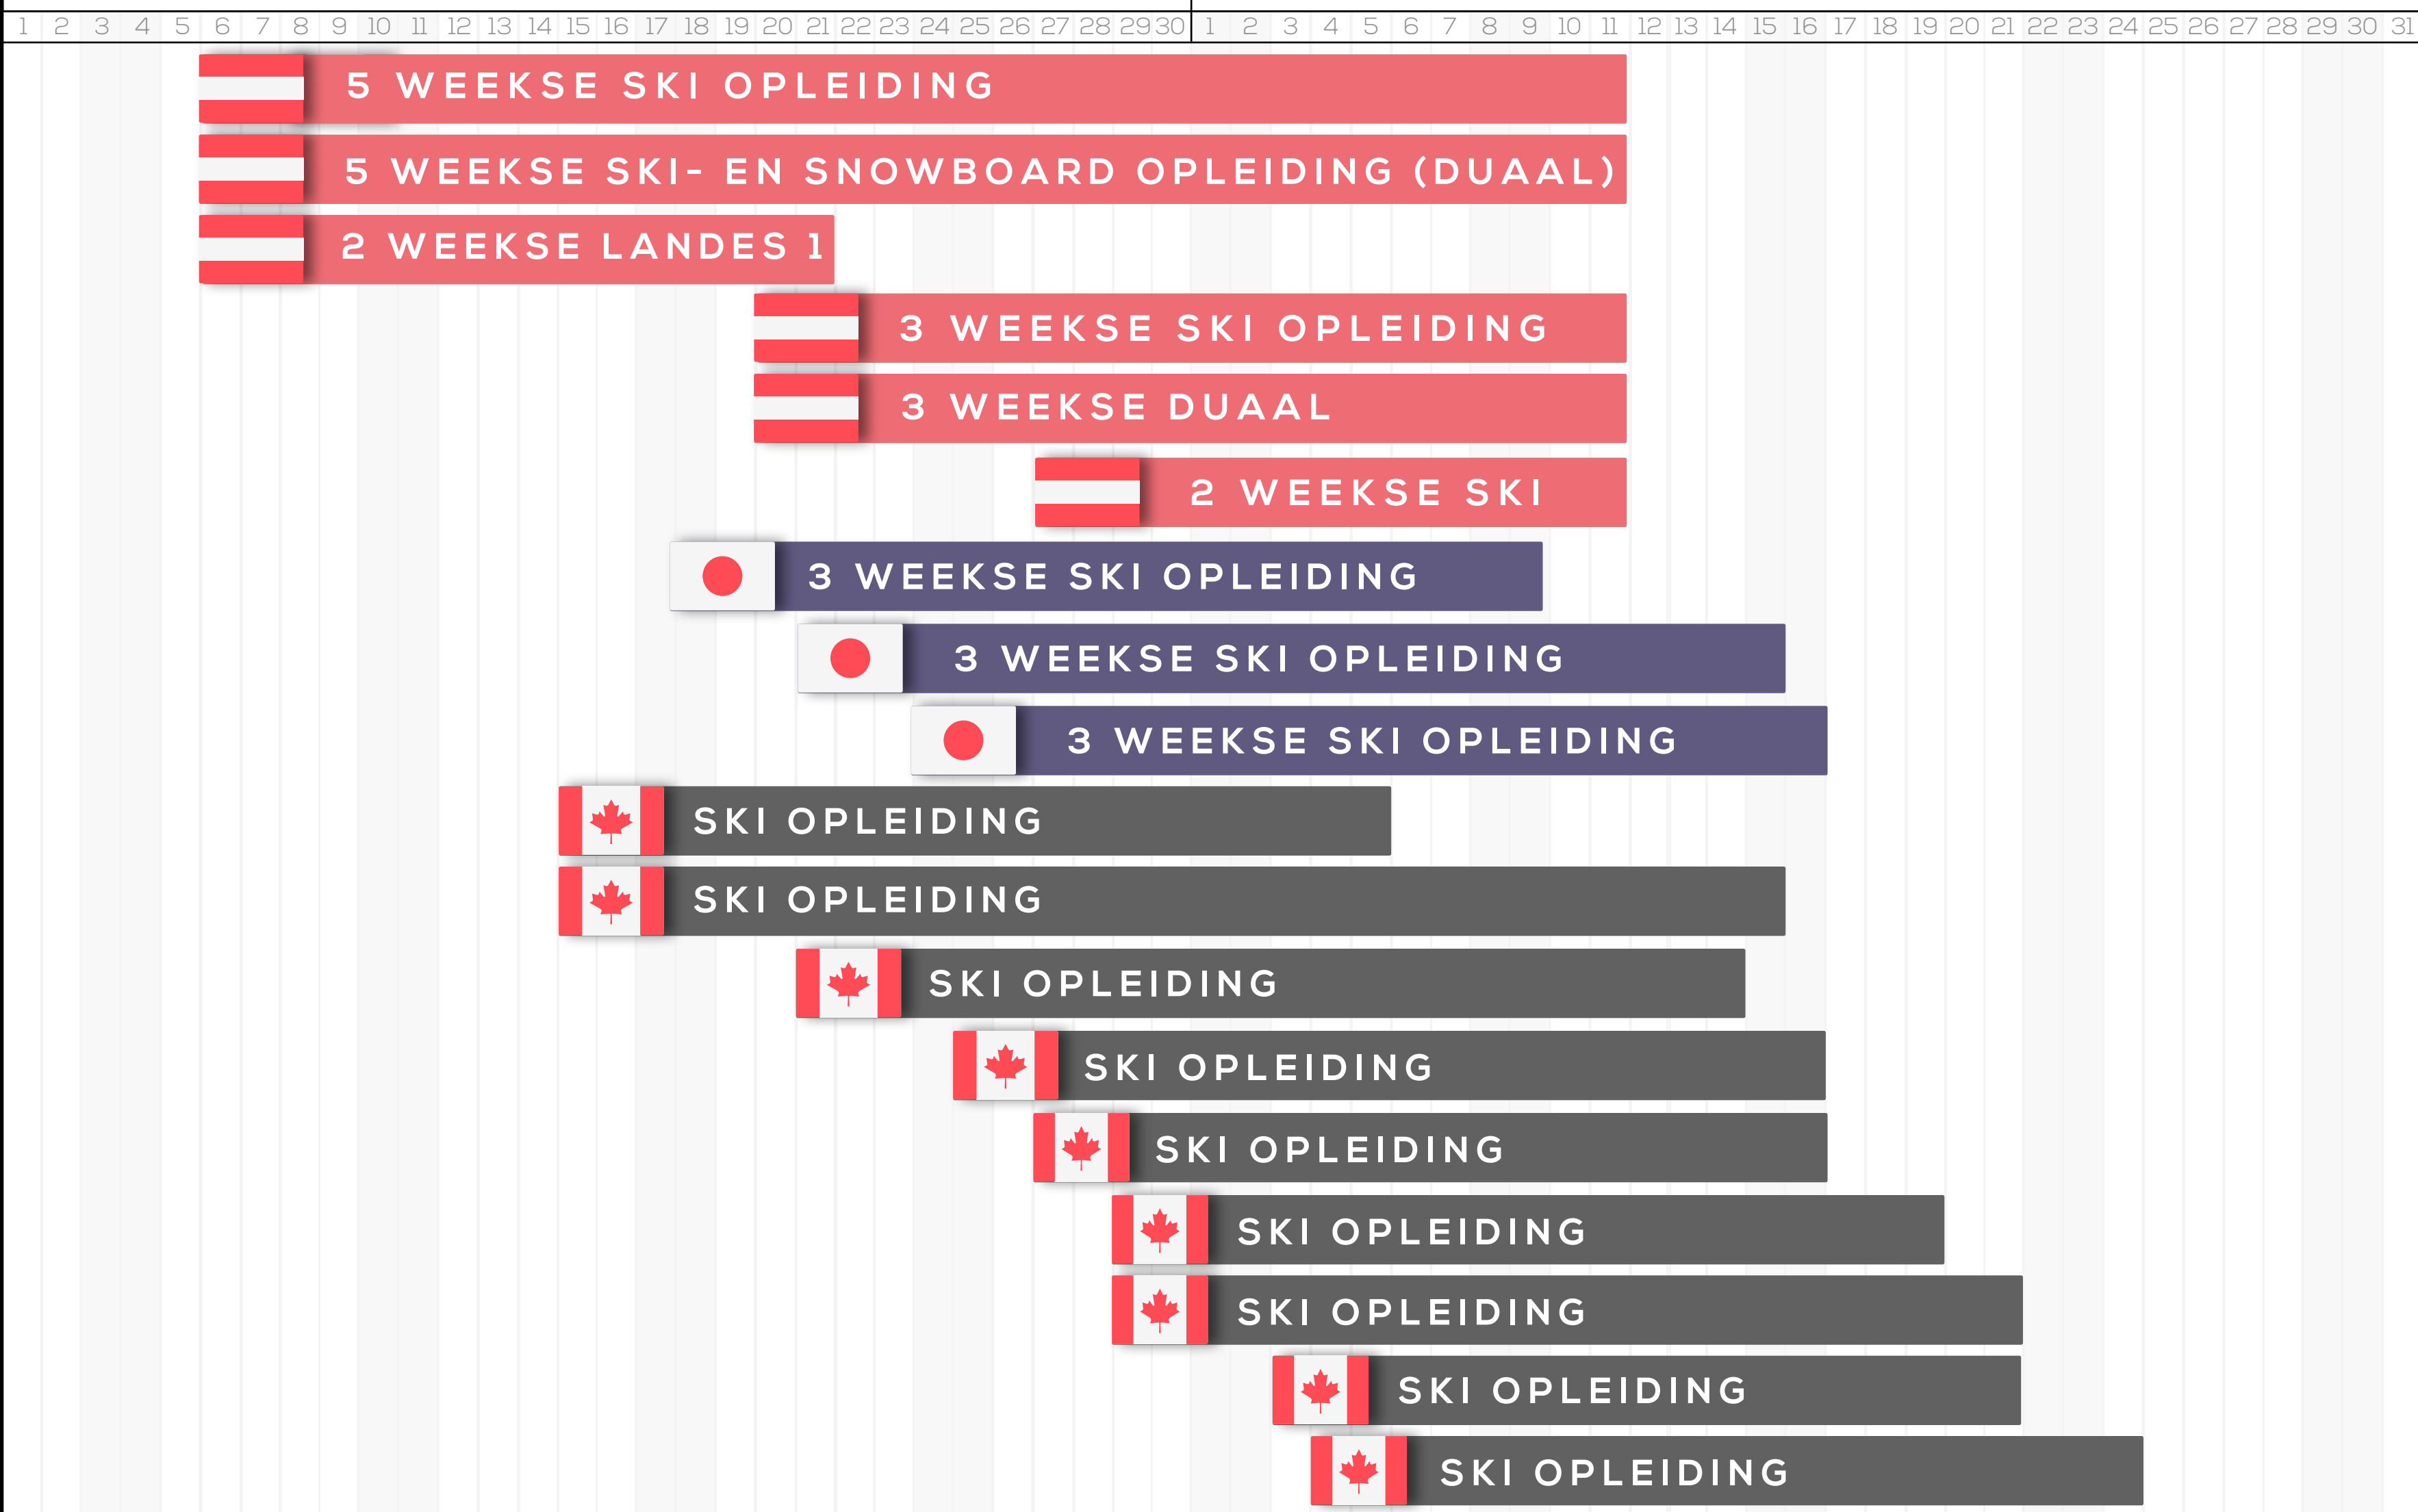 1 2 3 4 5 6 7 8 9 10 11 12 13 14 15 16 17 18 19 20 21 22 23 24 25 26 27 28 29 30 1 2 3 4 5 6 7 8 9 10 11 12 13 14 15 16 17 18 19 20 21 22 23 24 25 26 27 28 29 30 31
5 WEEKSE SKI OPLEIDING
5 WEEKSE SKI- EN SNOWBOARD OPLEIDING (DUAAL)
2 WEEKSE LANDES 1
3 WEEKSE SKI OPLEIDING
3 WEEKSE DUAAL
2 WEEKSE SKI
3 WEEKSE SKI OPLEIDING
3 WEEKSE SKI OPLEIDING
3 WEEKSE SKI OPLEIDING
SKI OPLEIDING
SKI OPLEIDING
SKI OPLEIDING
SKI OPLEIDING
SKI OPLEIDING
SKI OPLEIDING
SKI OPLEIDING
SKI OPLEIDING
SKI OPLEIDING